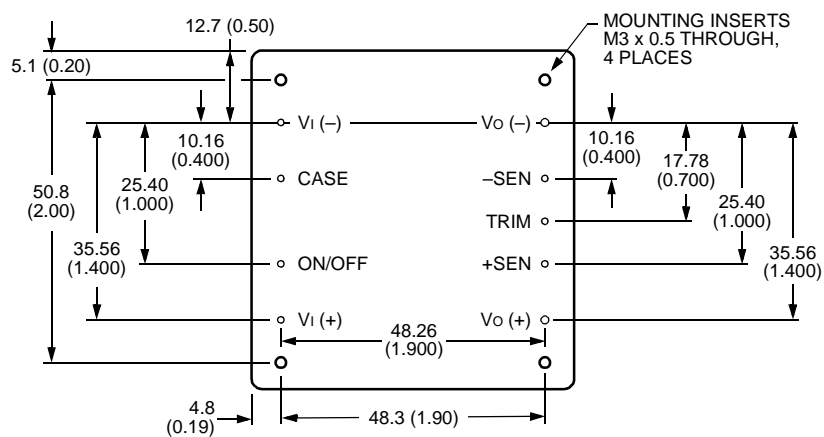 12.7 (0.50)
MOUNTING INSERTS
M3 x 0.5 THROUGH,
4 PLACES
5.1 (0.20)
VI (–)
VO (–)
10.16
(0.400)
10.16
(0.400)
CASE
–SEN
17.78
(0.700)
50.8
(2.00)
25.40
(1.000)
25.40
(1.000)
TRIM
35.56
(1.400)
ON/OFF
+SEN
35.56
(1.400)
VI (+)
VO (+)
48.26
(1.900)
4.8
(0.19)
48.3 (1.90)